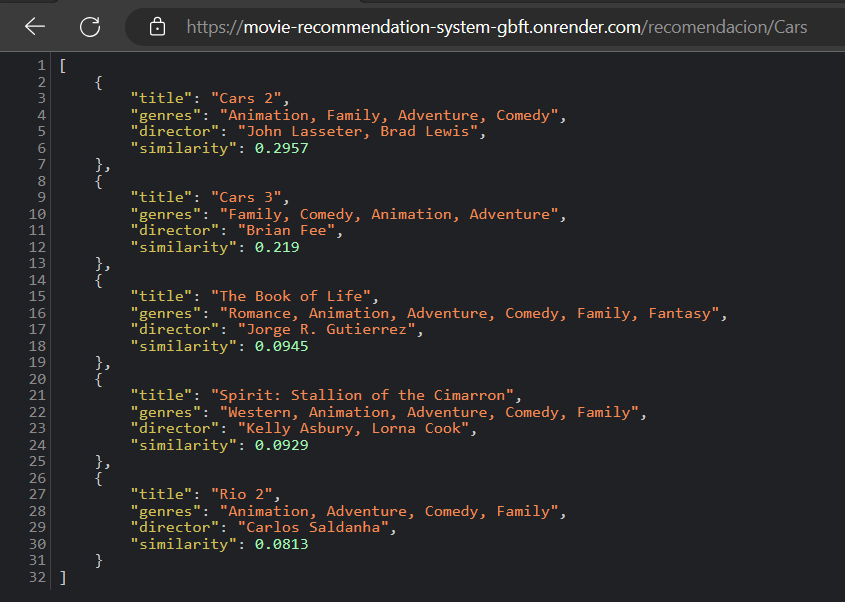 https://movie-recommendation-system-gbft.onrender.com/recomendacion/Cars
1 [
2     {
3         "title": "Cars 2",
4         "genres": "Animation, Family, Adventure, Comedy",
5         "director": "John Lasseter, Brad Lewis",
6         "similarity": 0.2957
7     },
8     {
9         "title": "Cars 3",
10         "genres": "Family, Comedy, Animation, Adventure",
11         "director": "Brian Fee",
12         "similarity": 0.219
13     },
14     {
15         "title": "The Book of Life",
16         "genres": "Romance, Animation, Adventure, Comedy, Family, Fantasy",
17         "director": "Jorge R. Gutierrez",
18         "similarity": 0.0945
19     },
20     {
21         "title": "Spirit: Stallion of the Cimarron",
22         "genres": "Western, Animation, Adventure, Comedy, Family",
23         "director": "Kelly Asbury, Lorna Cook",
24         "similarity": 0.0929
25     },
26     {
27         "title": "Rio 2",
28         "genres": "Animation, Adventure, Comedy, Family",
29         "director": "Carlos Saldanha",
30         "similarity": 0.0813
31     }
32 ]